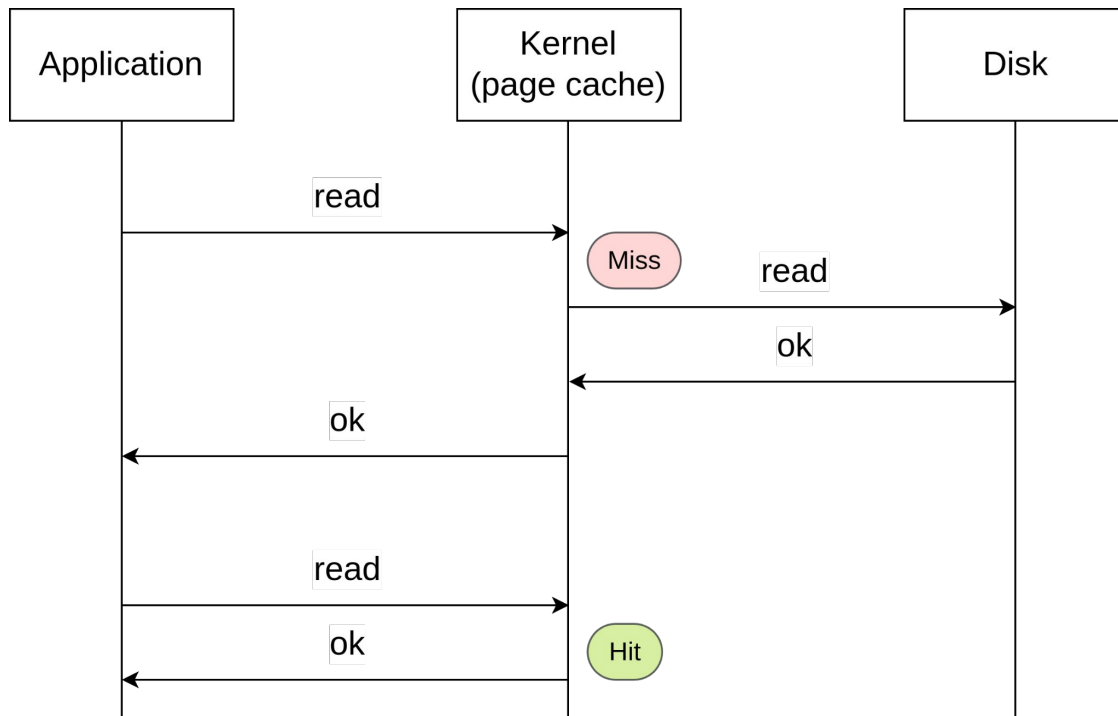 Application
Kernel
(page cache)
Disk
read
Miss
read
ok
ok
read
ok
Hit